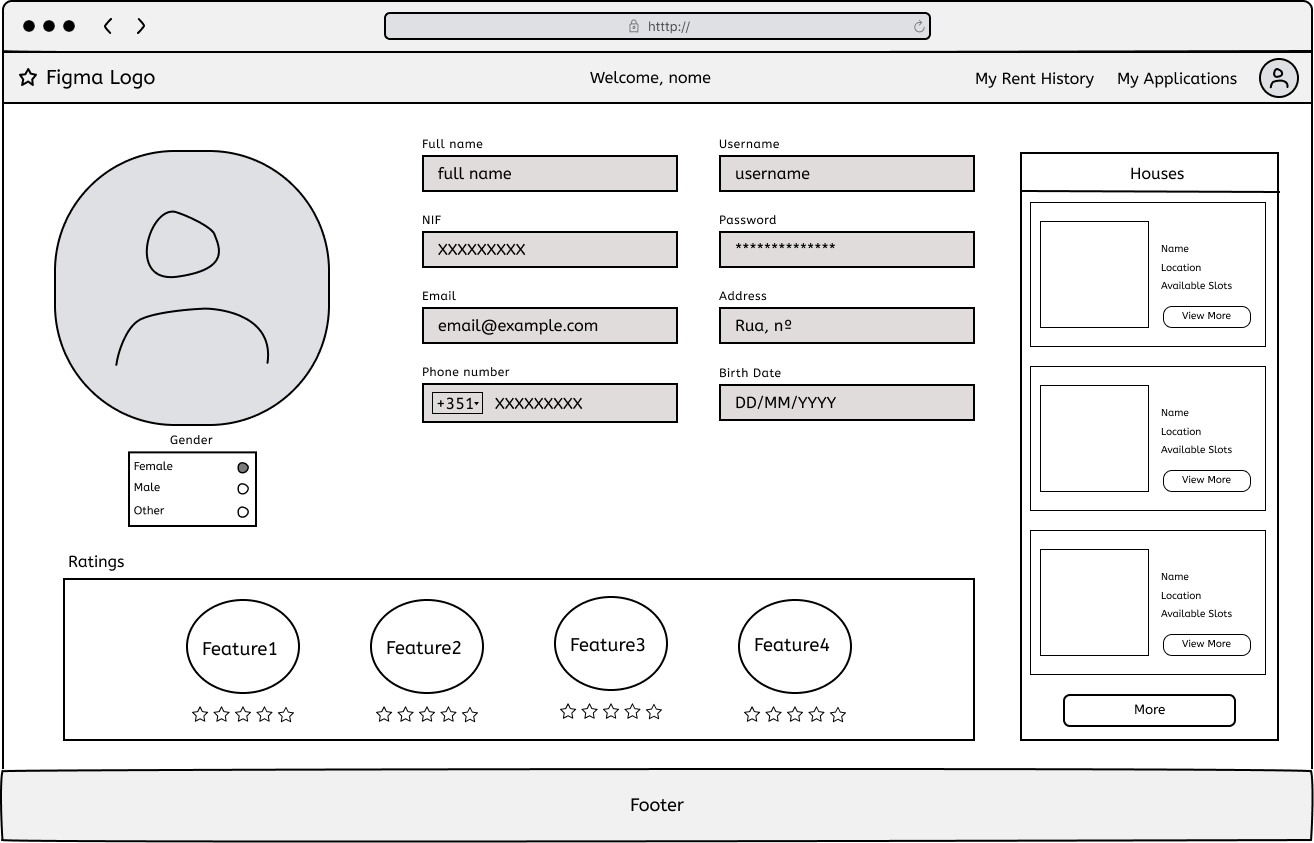 htttp://
Figma Logo
Welcome, nome
My Rent History
My Applications
Full name
full name
Username
username
NIF
XXXXXXXXX
Password
**************
Email
email@example.com
Address
Rua, nº
Phone number
+351
XXXXXXXXX
Birth Date
DD/MM/YYYY
Gender
Female
Male
Other
Ratings
Feature1
Feature2
Feature3
Feature4
Houses
Name
Location
Available Slots
View More
Name
Location
Available Slots
View More
Name
Location
Available Slots
View More
More
Footer